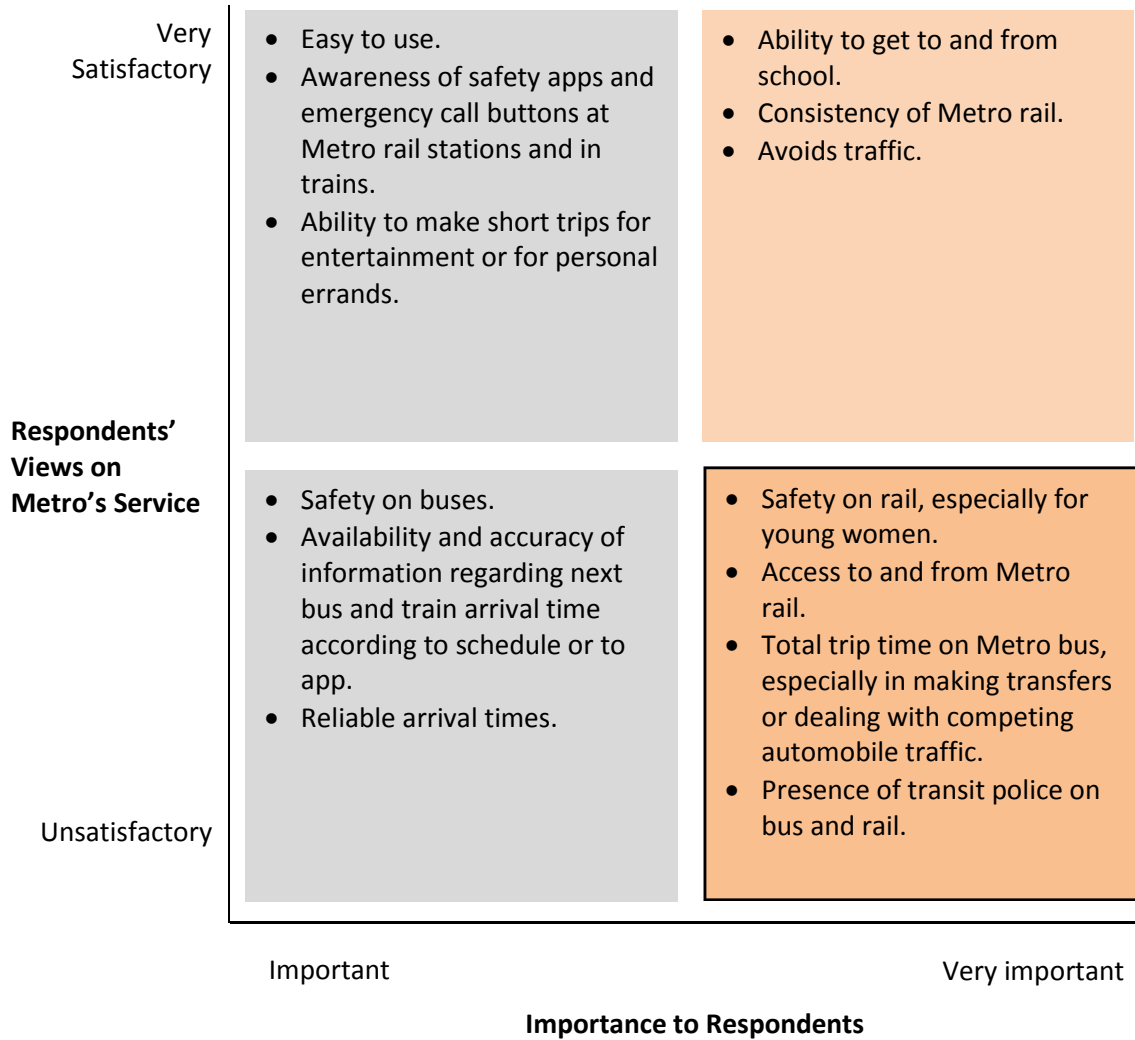 Very
Satisfactory
• Easy to use.
• Awareness of safety apps and
emergency call buttons at
Metro rail stations and in
trains.
• Ability to make short trips for
entertainment or for personal
errands.
• Ability to get to and from
school.
• Consistency of Metro rail.
• Avoids traffic.
Respondents’
Views on
Metro’s Service
• Safety on buses.
• Availability and accuracy of
information regarding next
bus and train arrival time
according to schedule or to
app.
• Reliable arrival times.
• Safety on rail, especially for
young women.
• Access to and from Metro
rail.
• Total trip time on Metro bus,
especially in making transfers
or dealing with competing
automobile traffic.
• Presence of transit police on
bus and rail.
Unsatisfactory
Important
Very important
Importance to Respondents